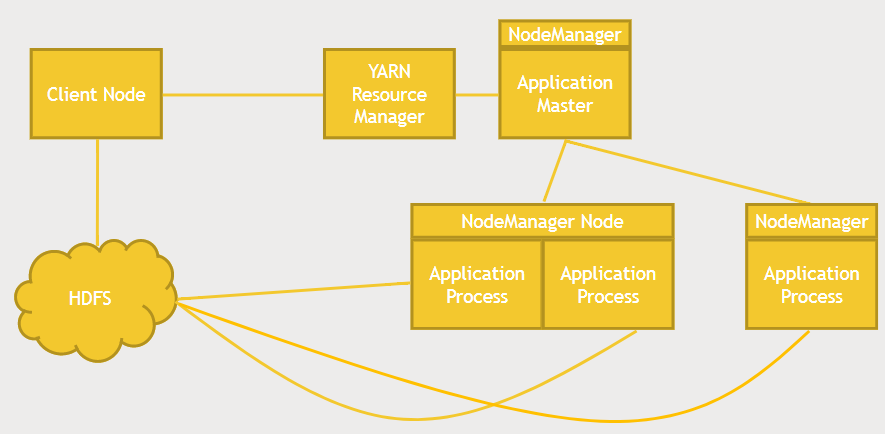 NodeManager
Client Node
YARN
Resource
Manager
Application
Master
NodeManager Node
NodeManager
HDFS
Application
Process
Application
Process
Application
Process